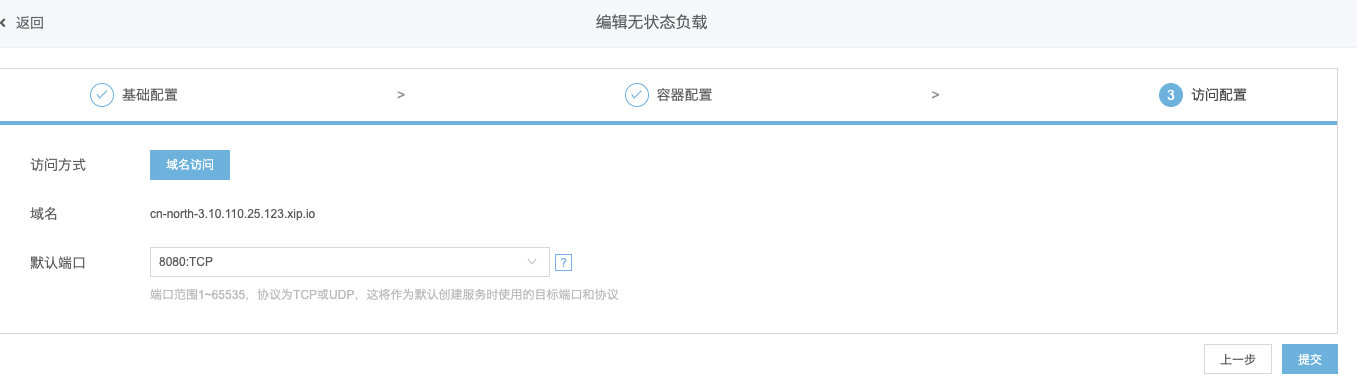 返回
编辑无状态负载
基础配置 > 容器配置 > 3 访问配置
访问方式 域名访问
域名 cn-north-3.10.110.25.123.xip.io
默认端口 8080:TCP ?
端口范围1~65535，协议为TCP或UDP，这将作为默认创建服务时使用的目标端口和协议
上一步 提交